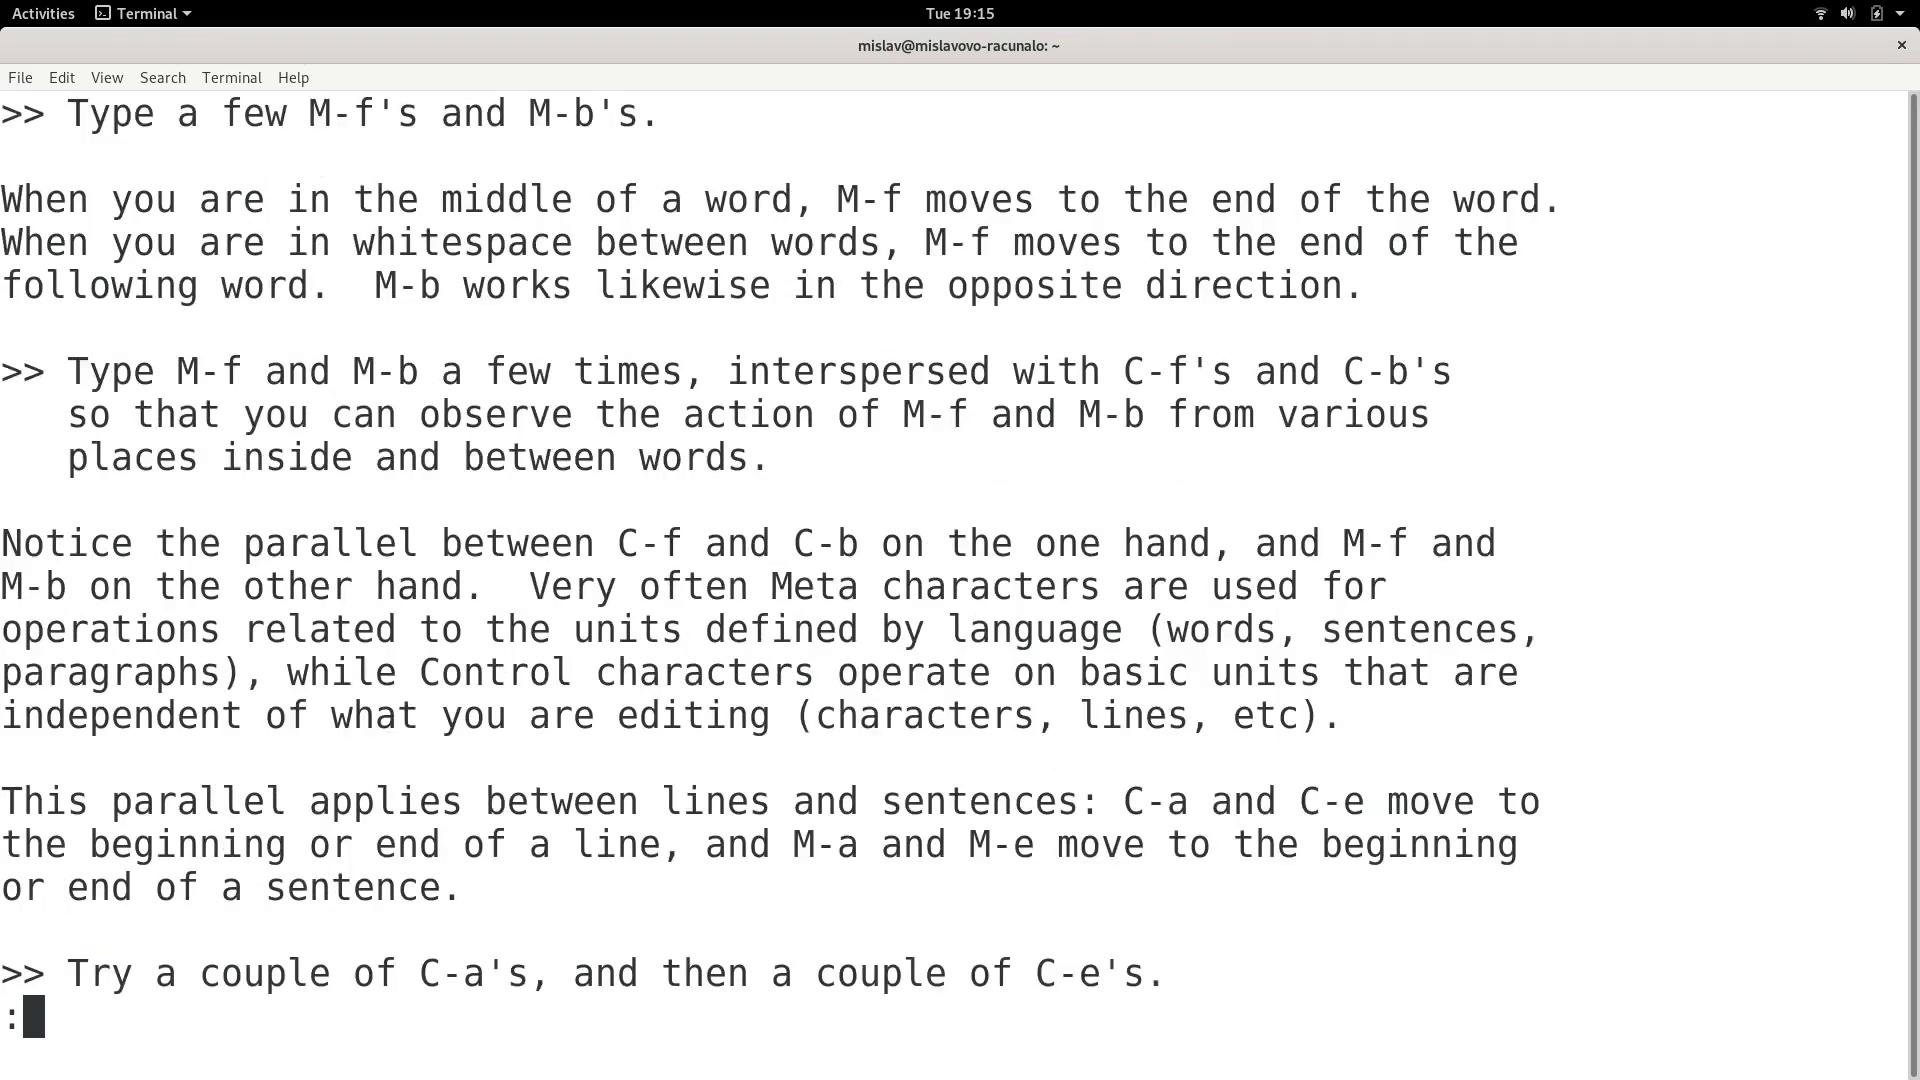 Activities Terminal Tue 19:15
mislav@mislavovo-racunalo: ~ ×
File Edit View Search Terminal Help
>> Type a few M-f's and M-b's.
When you are in the middle of a word, M-f moves to the end of the word.
When you are in whitespace between words, M-f moves to the end of the
following word.  M-b works likewise in the opposite direction.
>> Type M-f and M-b a few times, interspersed with C-f's and C-b's
so that you can observe the action of M-f and M-b from various
places inside and between words.
Notice the parallel between C-f and C-b on the one hand, and M-f and
M-b on the other hand.  Very often Meta characters are used for
operations related to the units defined by language (words, sentences,
paragraphs), while Control characters operate on basic units that are
independent of what you are editing (characters, lines, etc).
This parallel applies between lines and sentences: C-a and C-e move to
the beginning or end of a line, and M-a and M-e move to the beginning
or end of a sentence.
>> Try a couple of C-a's, and then a couple of C-e's.
: